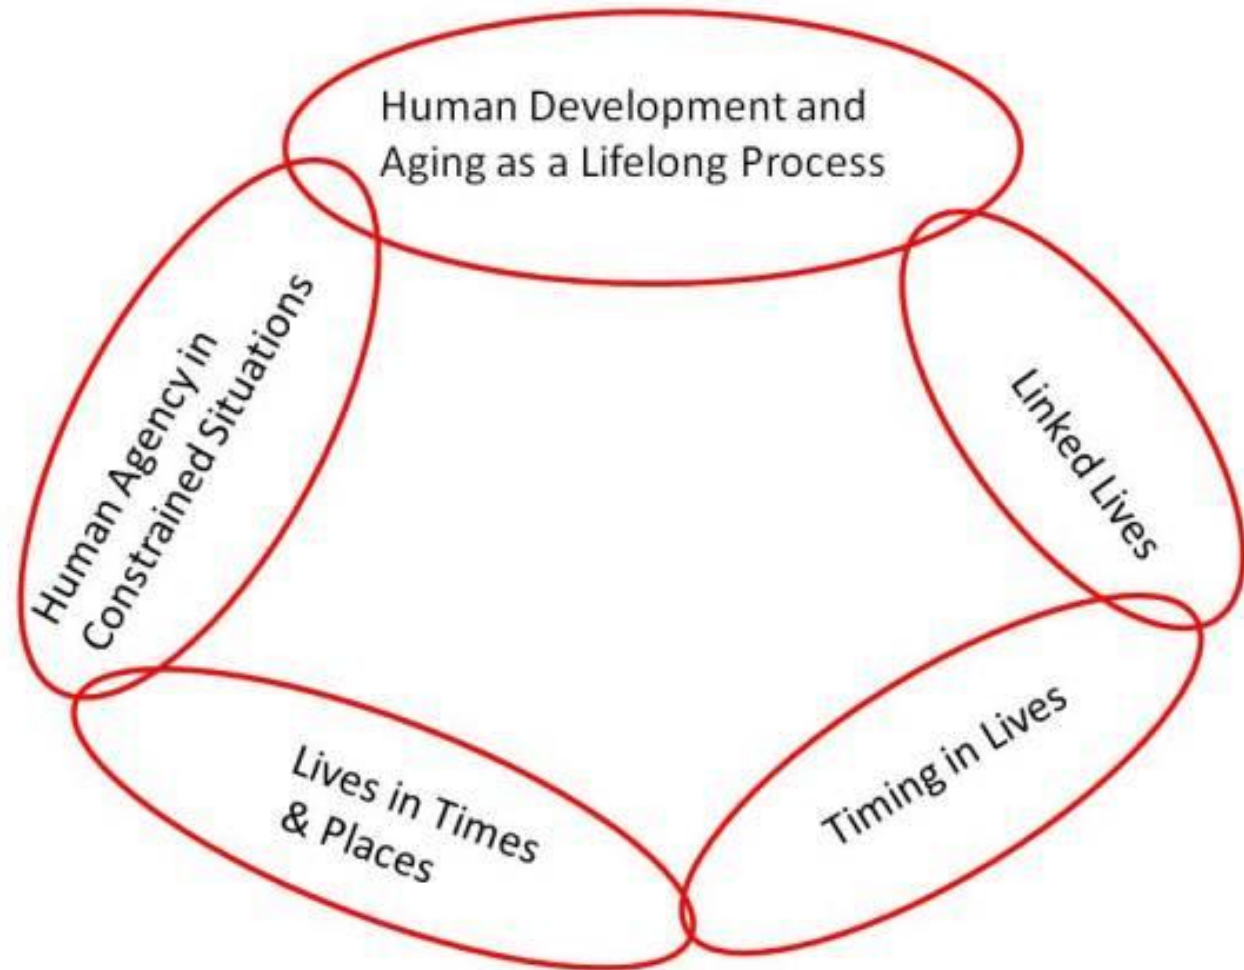 Human Development and
Aging as a Lifelong Process
Human Agency in
Constrained Situations
Linked Lives
Lives in Times
& Places
Timing in Lives